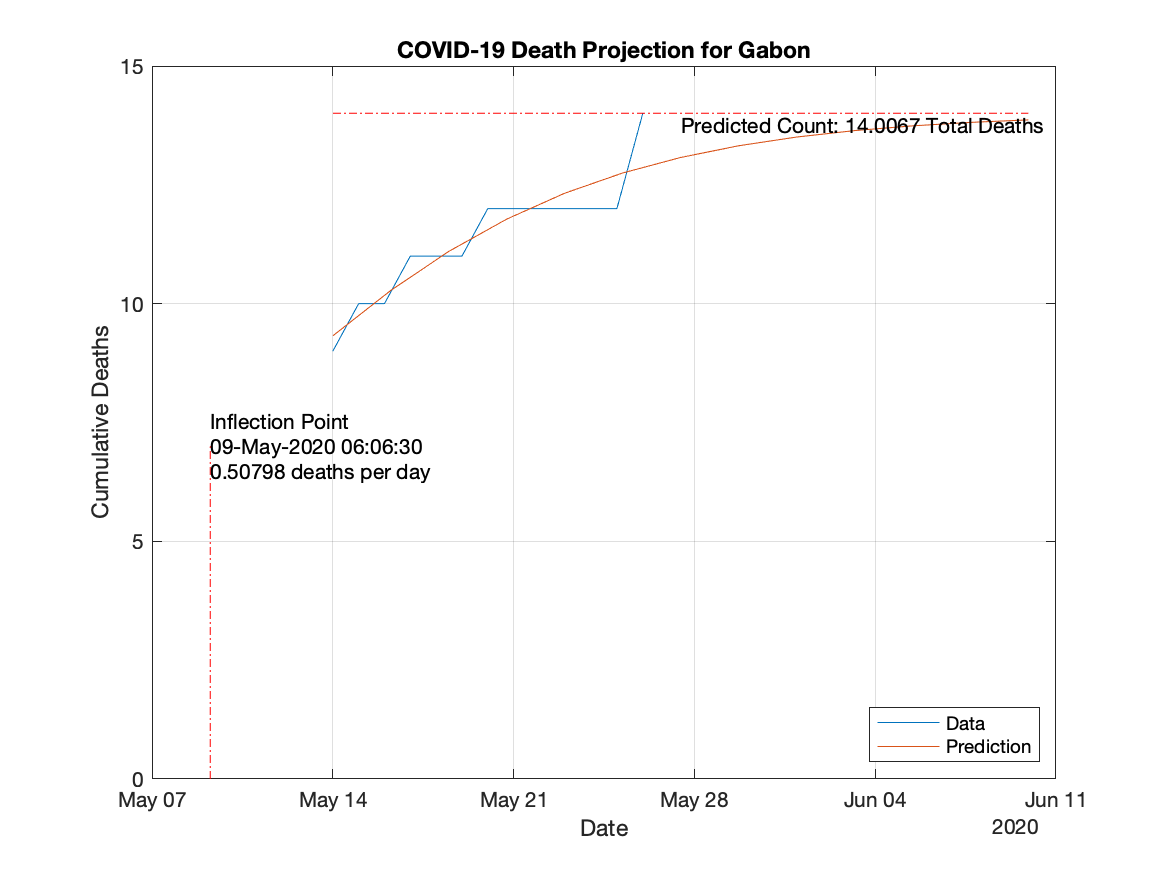 COVID-19 Death Projection for Gabon
15
Predicted Count: 14.0067 Total Deaths
10
Cumulative Deaths
Inflection Point
09-May-2020 06:06:30
0.50798 deaths per day
5
Data
Prediction
0
May 07 May 14 May 21 May 28 Jun 04 Jun 11
Date
2020